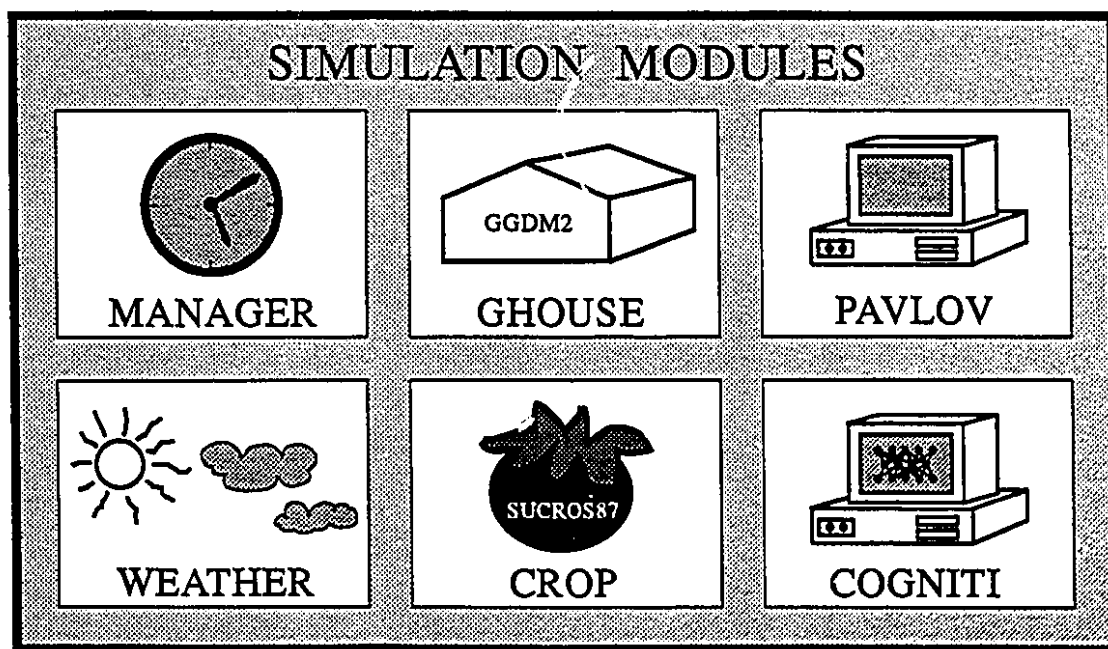 SIMULATION MODULES
GGDM2
MANAGER
GHOUSE
PAVLOV
SUCROS87
WEATHER
CROP
COGNITI